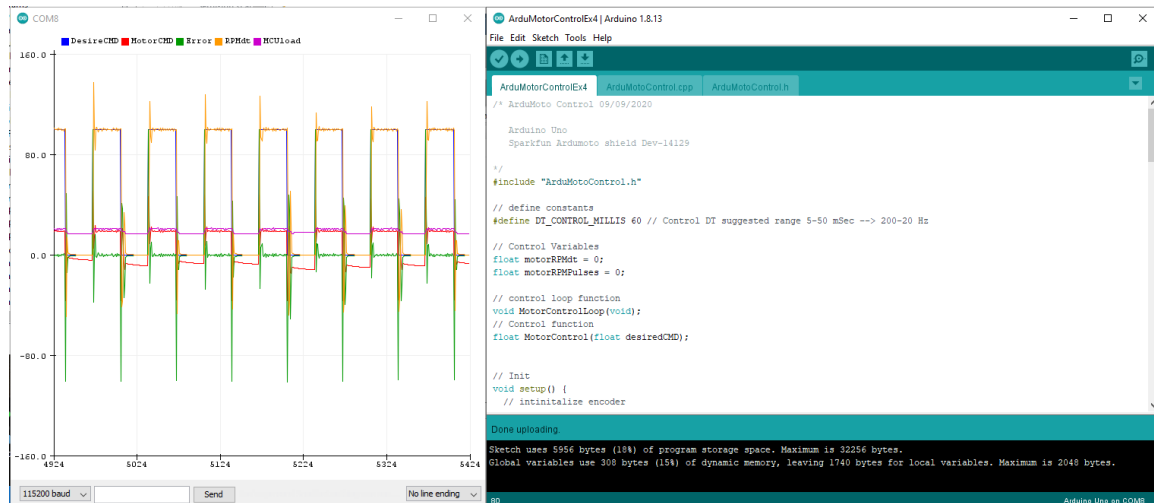 COM8
DesireCMD MotorCMD Error RPMdt MCUload
160.0
80.0
0.0
-80.0
-160.0
4924 5024 5124 5224 5324 5424
115200 baud Send No line ending
ArduMotorControlEx4 | Arduino 1.8.13
File Edit Sketch Tools Help
ArduMotorControlEx4 ArduMotoControl.cpp ArduMotoControl.h
/* ArduMoto Control 09/09/2020
Arduino Uno
Sparkfun Ardumoto shield Dev-14129
*/
#include "ArduMotoControl.h"
// define constants
#define DT_CONTROL_MILLIS 60 // Control DT suggested range 5-50 mSec --> 200-20 Hz
// Control Variables
float motorRPMdt = 0;
float motorRPMPulses = 0;
// control loop function
void MotorControlLoop(void);
// Control function
float MotorControl(float desiredCMD);
// Init
void setup() {
// intinitalize encoder
Done uploading.
Sketch uses 5956 bytes (18%) of program storage space. Maximum is 32256 bytes.
Global variables use 308 bytes (15%) of dynamic memory, leaving 1740 bytes for local variables. Maximum is 2048 bytes.
80 Arduino Uno on COM8